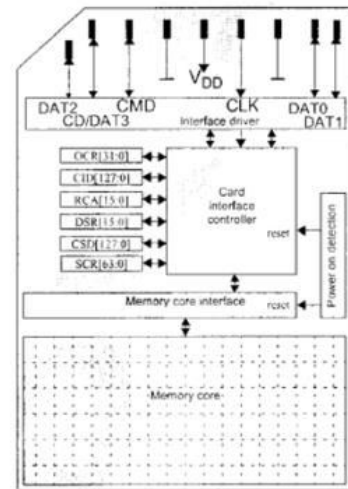 V_DD
DAT2 CMD CLK DAT0
CD/DAT3 Interface driver DAT1
OCR[31:0]
CID[127:0]
RCA[15:0]
DSR[15:0]
CSD[127:0]
SCR[63:0]
Card
interface
controller
reset
Power on detection
Memory core interface reset
Memory core